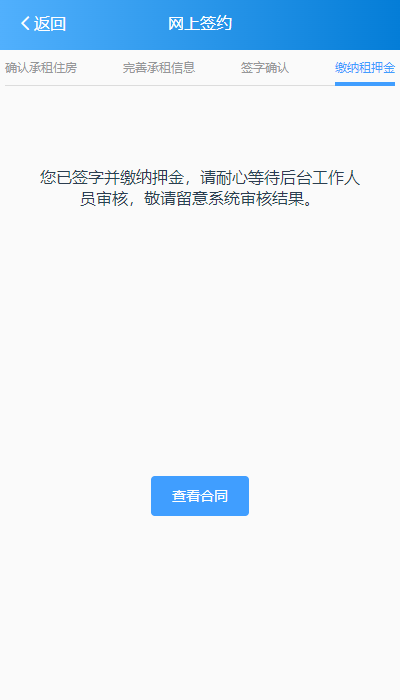 返回
网上签约
确认承租住房
完善承租信息
签字确认
缴纳租押金
您已签字并缴纳押金，请耐心等待后台工作人
员审核，敬请留意系统审核结果。
查看合同